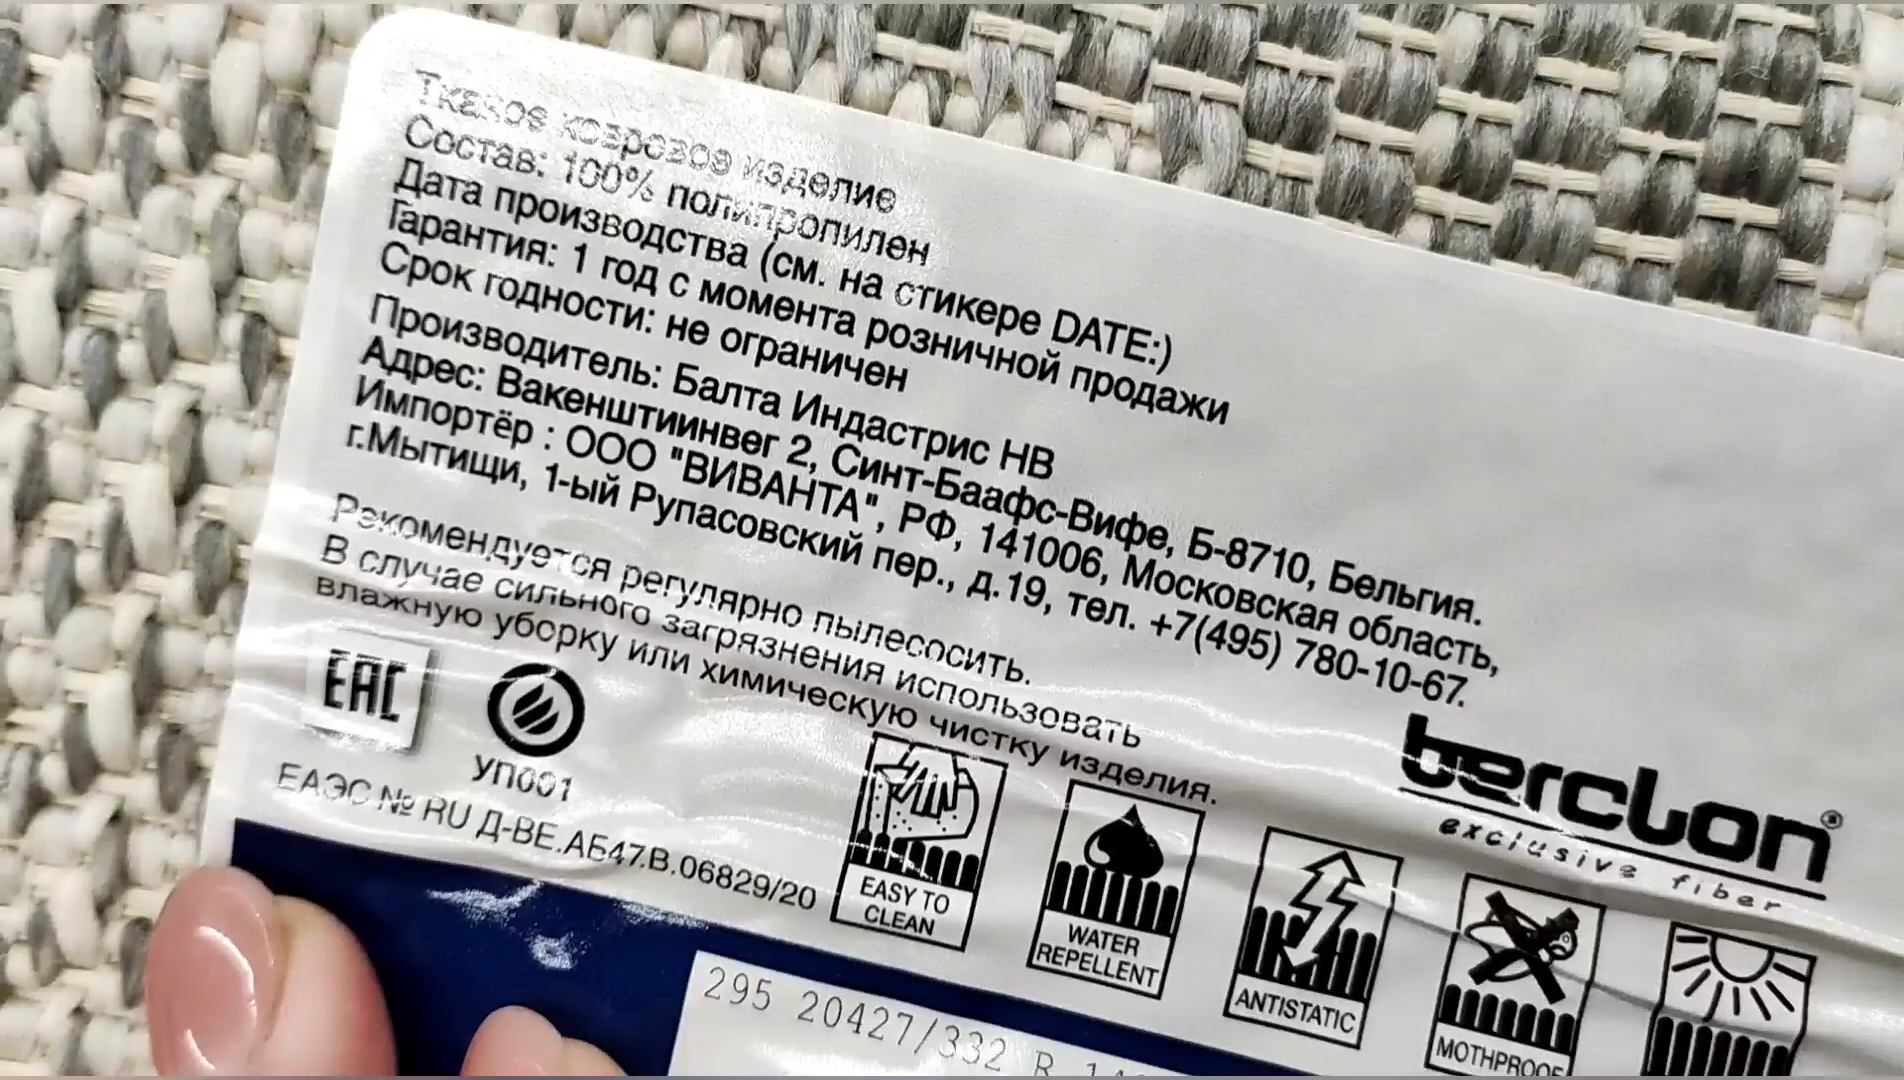 Тканое ковровое изделие
Состав: 100% полипропилен
Дата производства (см. на стикере DATE:)
Гарантия: 1 год с момента розничной продажи
Срок годности: не ограничен
Производитель: Балта Индастрис НВ
Адрес: Вакенштиинвег 2, Синт-Баафс-Вифе, Б-8710, Бельгия.
Импортёр : ООО "ВИВАНТА", РФ, 141006, Московская область,
г.Мытищи, 1-ый Рупасовский пер., д.19, тел. +7(495) 780-10-67.
Рекомендуется регулярно пылесосить.
В случае сильного загрязнения использовать
влажную уборку или химическую чистку изделия.
EAC
УП001
ЕАЭС № RU Д-BE.АБ47.В.06829/20
berclon®
exclusive fiber
EASY TO
CLEAN
WATER
REPELLENT
ANTISTATIC
MOTHPROOF
295 20427/332 R